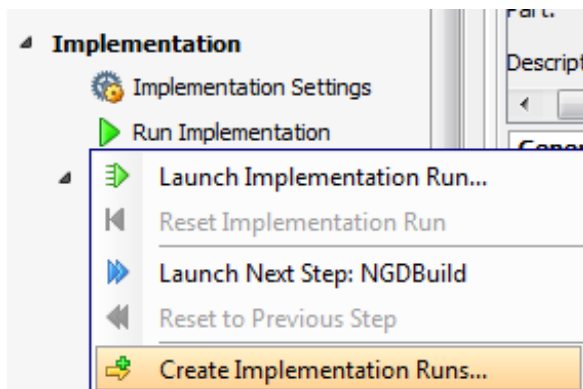 Part:
Implementation
Descript
Implementation Settings
Run Implementation
Launch Implementation Run...
Reset Implementation Run
Launch Next Step: NGDBuild
Reset to Previous Step
Create Implementation Runs...